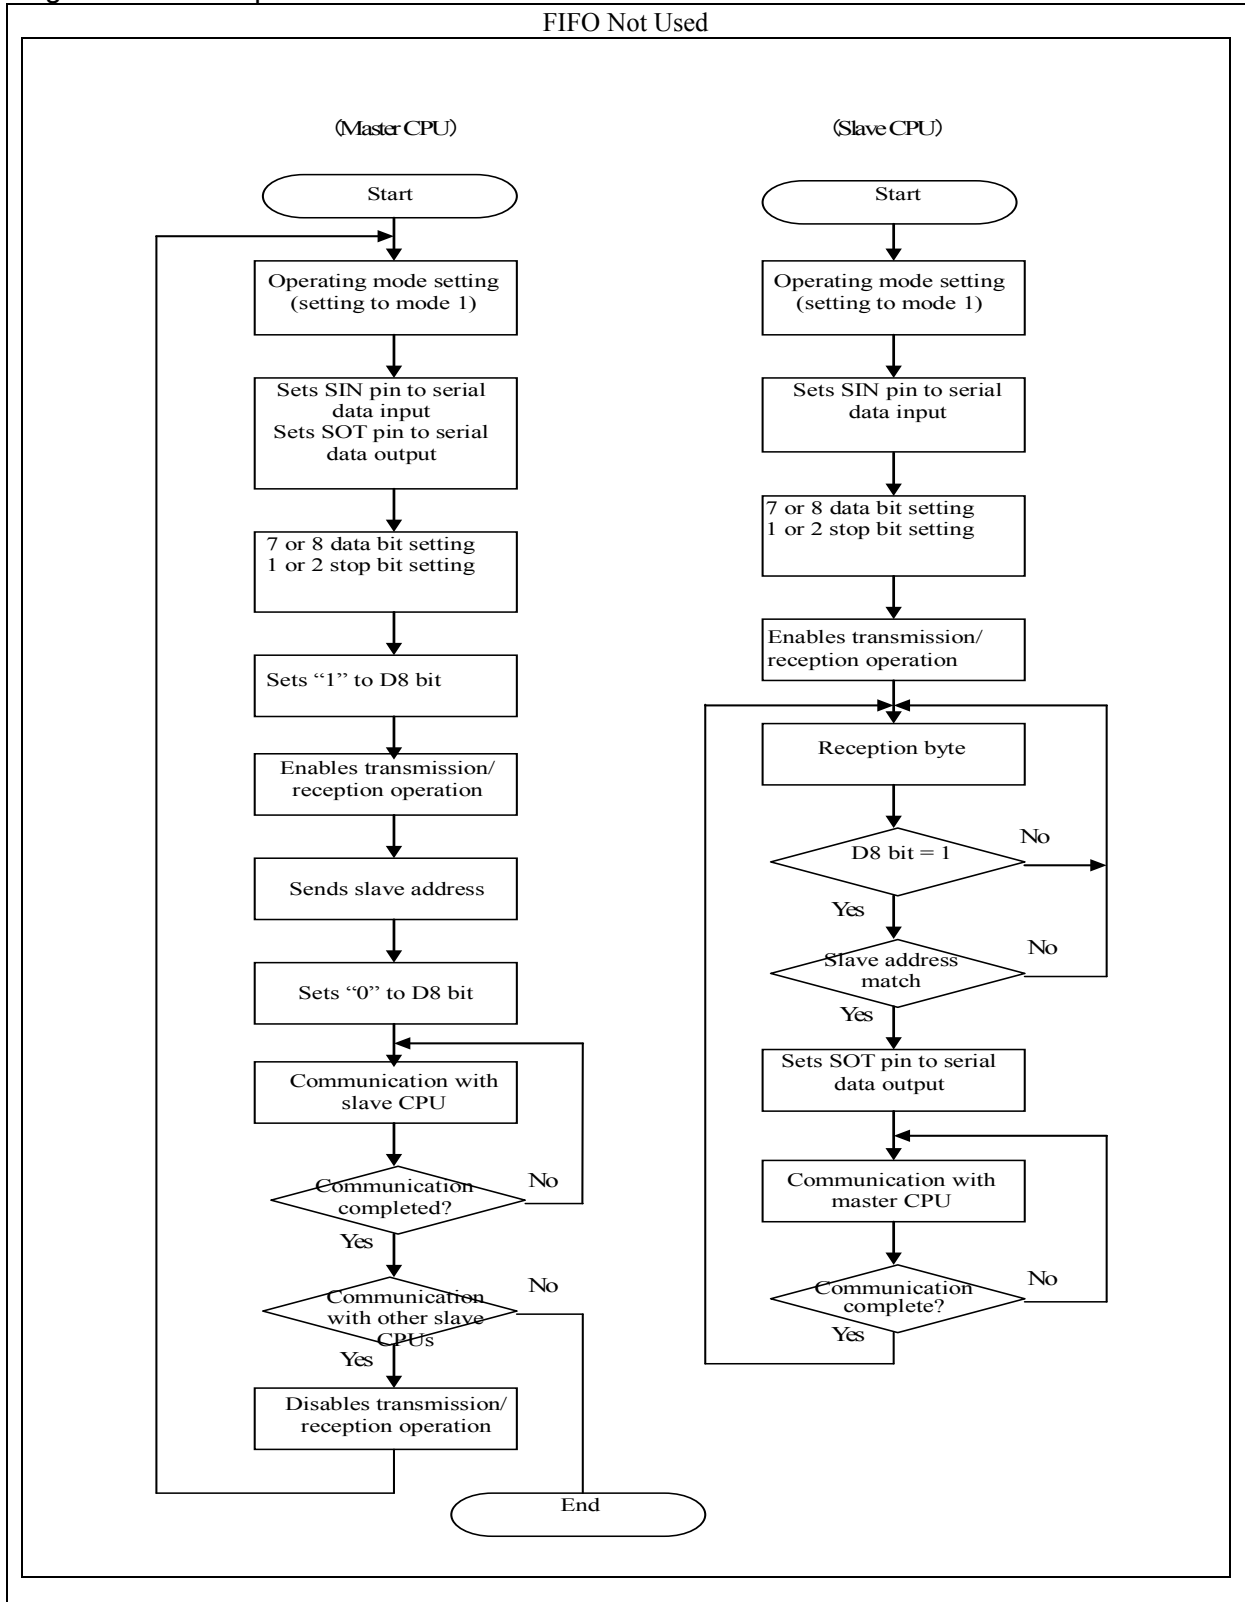 FIFO Not Used
(Master CPU)
Start
Operating mode setting
(setting to mode 1)
Sets SIN pin to serial
data input
Sets SOT pin to serial
data output
7 or 8 data bit setting
1 or 2 stop bit setting
Sets “1” to D8 bit
Enables transmission/
reception operation
Sends slave address
Sets “0” to D8 bit
Communication with
slave CPU
Communication
completed?
No
Yes
Communication
with other slave
CPUs
No
Yes
Disables transmission/
reception operation
End
(Slave CPU)
Start
Operating mode setting
(setting to mode 1)
Sets SIN pin to serial
data input
7 or 8 data bit setting
1 or 2 stop bit setting
Enables transmission/
reception operation
Reception byte
D8 bit = 1
No
Yes
Slave address
match
No
Yes
Sets SOT pin to serial
data output
Communication with
master CPU
Communication
complete?
No
Yes